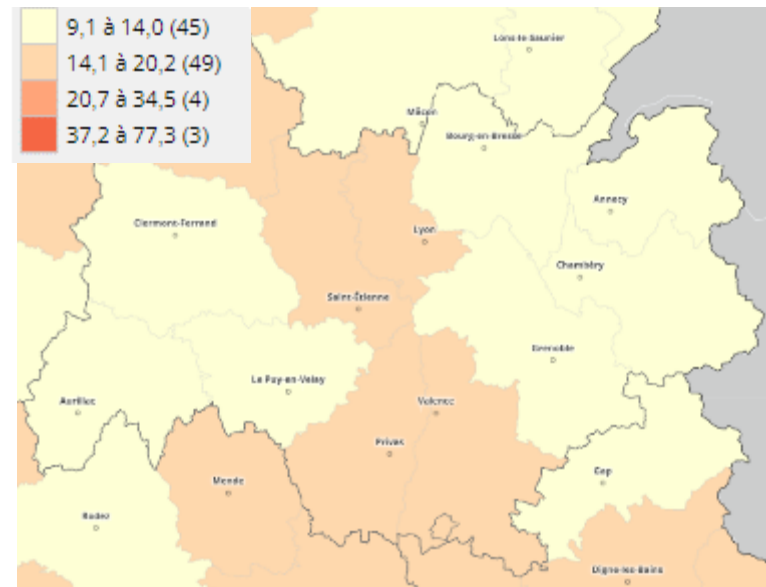 9,1 à 14,0 (45)
14,1 à 20,2 (49)
20,7 à 34,5 (4)
37,2 à 77,3 (3)
Lons-le-Saunier
Mâcon
Bourg-en-Bresse
Annecy
Clermont-Ferrand
Lyon
Chambéry
Saint-Étienne
Grenoble
Le Puy-en-Velay
Aurillac
Valence
Privas
Mende
Gap
Rodez
Digne-les-Bains